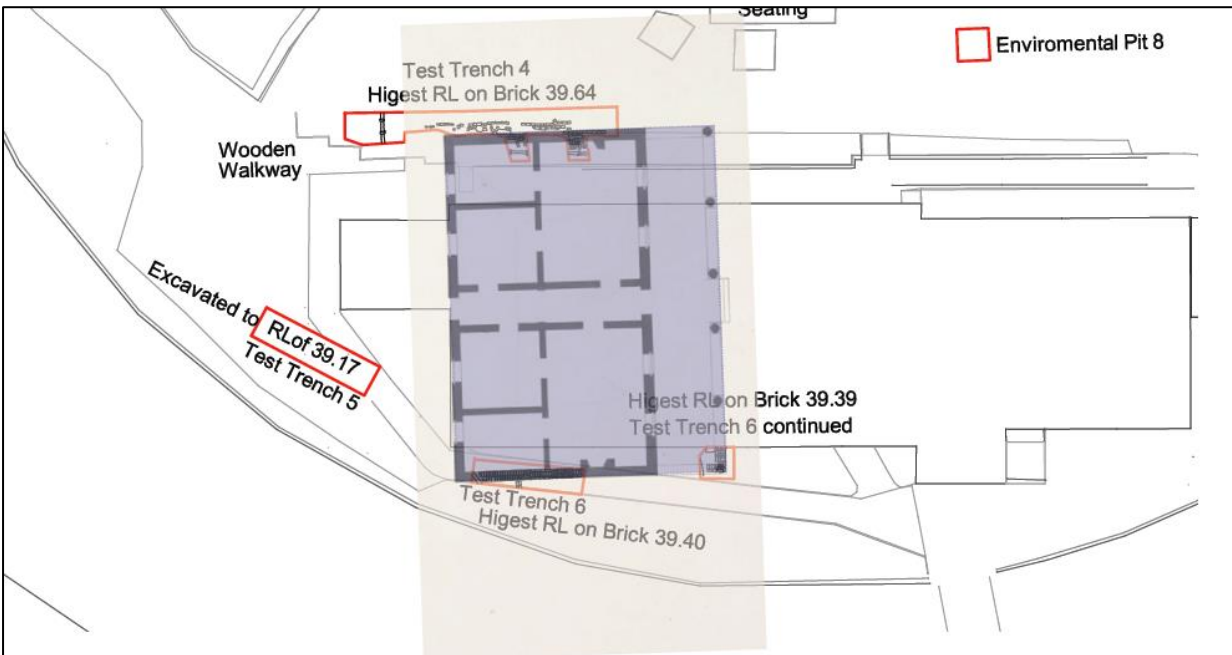 Seating
Enviromental Pit 8
Test Trench 4
Higest RL on Brick 39.64
Wooden
Walkway
Excavated to RLof 39.17
Test Trench 5
Higest RL on Brick 39.39
Test Trench 6 continued
Test Trench 6
Higest RL on Brick 39.40